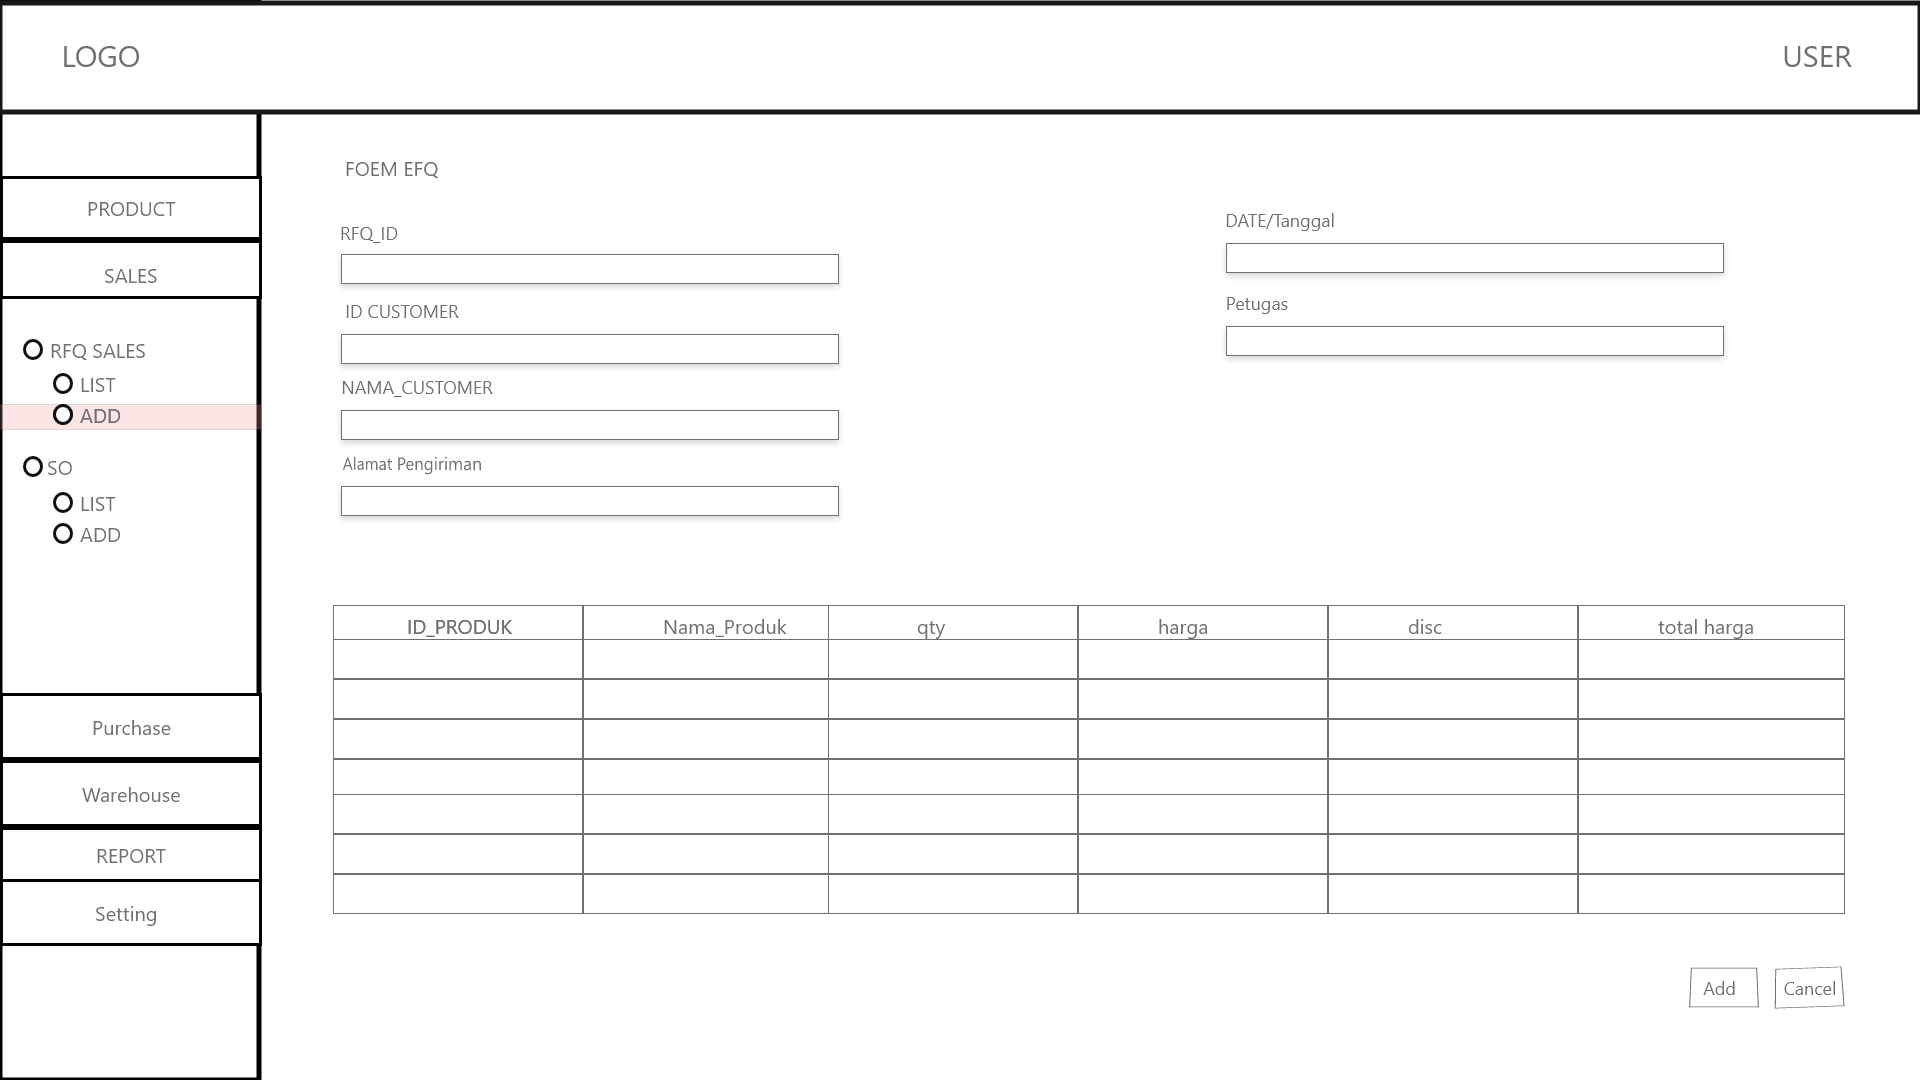 LOGO
USER
PRODUCT
SALES
RFQ SALES
LIST
ADD
SO
LIST
ADD
Purchase
Warehouse
REPORT
Setting
FOEM EFQ
RFQ_ID
ID CUSTOMER
NAMA_CUSTOMER
Alamat Pengiriman
DATE/Tanggal
Petugas
ID_PRODUK Nama_Produk qty harga disc total harga
Add Cancel